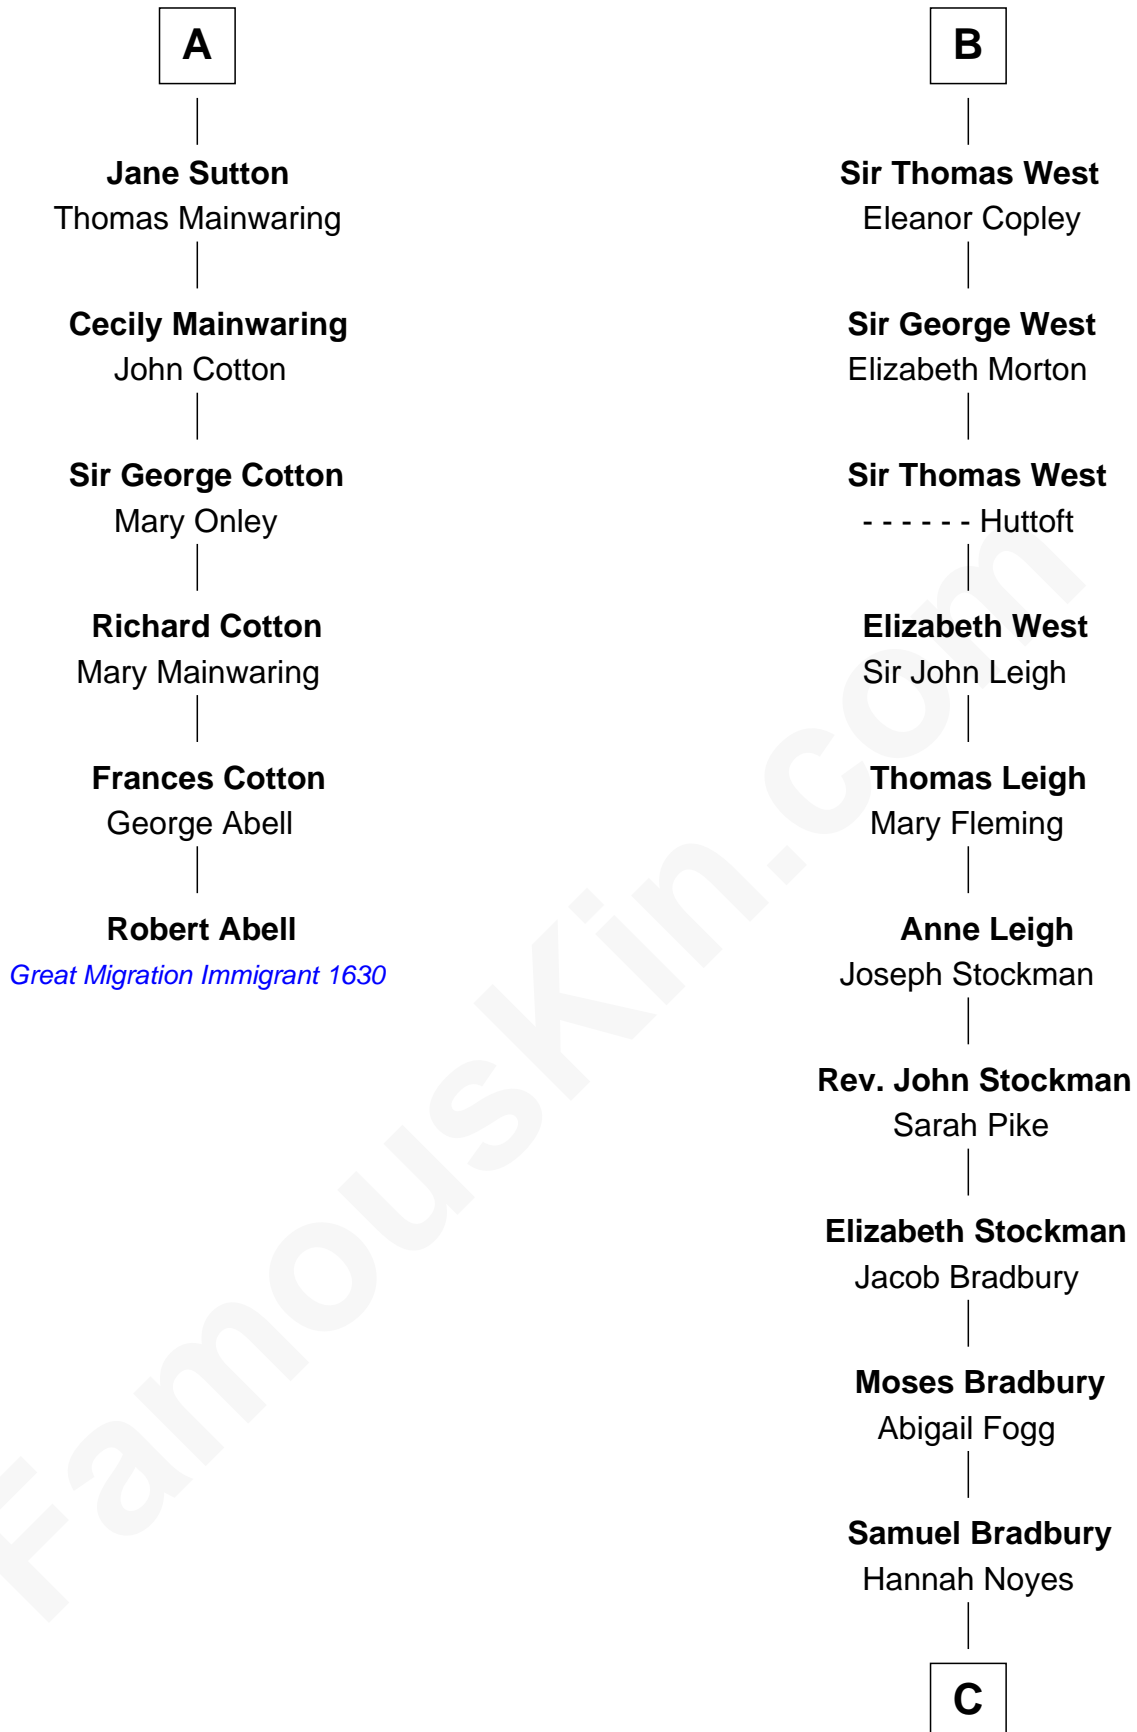 A
Jane Sutton
Thomas Mainwaring
Cecily Mainwaring
John Cotton
Sir George Cotton
Mary Onley
Richard Cotton
Mary Mainwaring
Frances Cotton
George Abell
Robert Abell
Great Migration Immigrant 1630
B
Sir Thomas West
Eleanor Copley
Sir George West
Elizabeth Morton
Sir Thomas West
- - - - - - Huttoft
Elizabeth West
Sir John Leigh
Thomas Leigh
Mary Fleming
Anne Leigh
Joseph Stockman
Rev. John Stockman
Sarah Pike
Elizabeth Stockman
Jacob Bradbury
Moses Bradbury
Abigail Fogg
Samuel Bradbury
Hannah Noyes
C
FamousKin.com